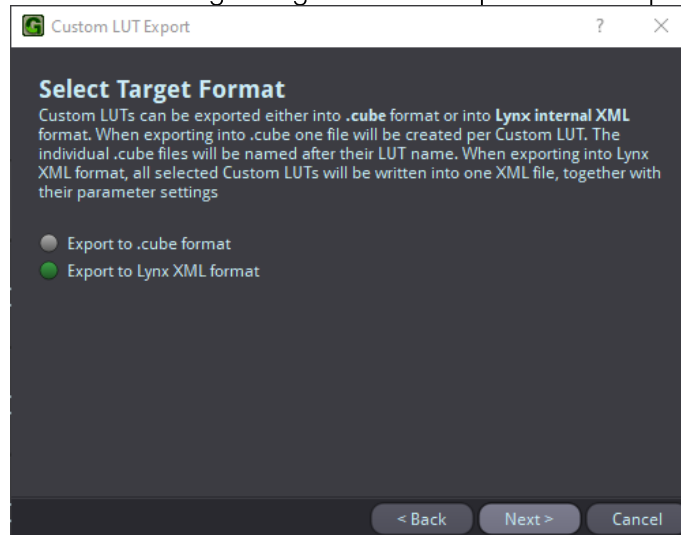 Custom LUT Export
Select Target Format
Custom LUTs can be exported either into .cube format or into Lynx internal XML
format. When exporting into .cube one file will be created per Custom LUT. The
individual .cube files will be named after their LUT name. When exporting into Lynx
XML format, all selected Custom LUTs will be written into one XML file, together with
their parameter settings
Export to .cube format
Export to Lynx XML format
< Back Next > Cancel